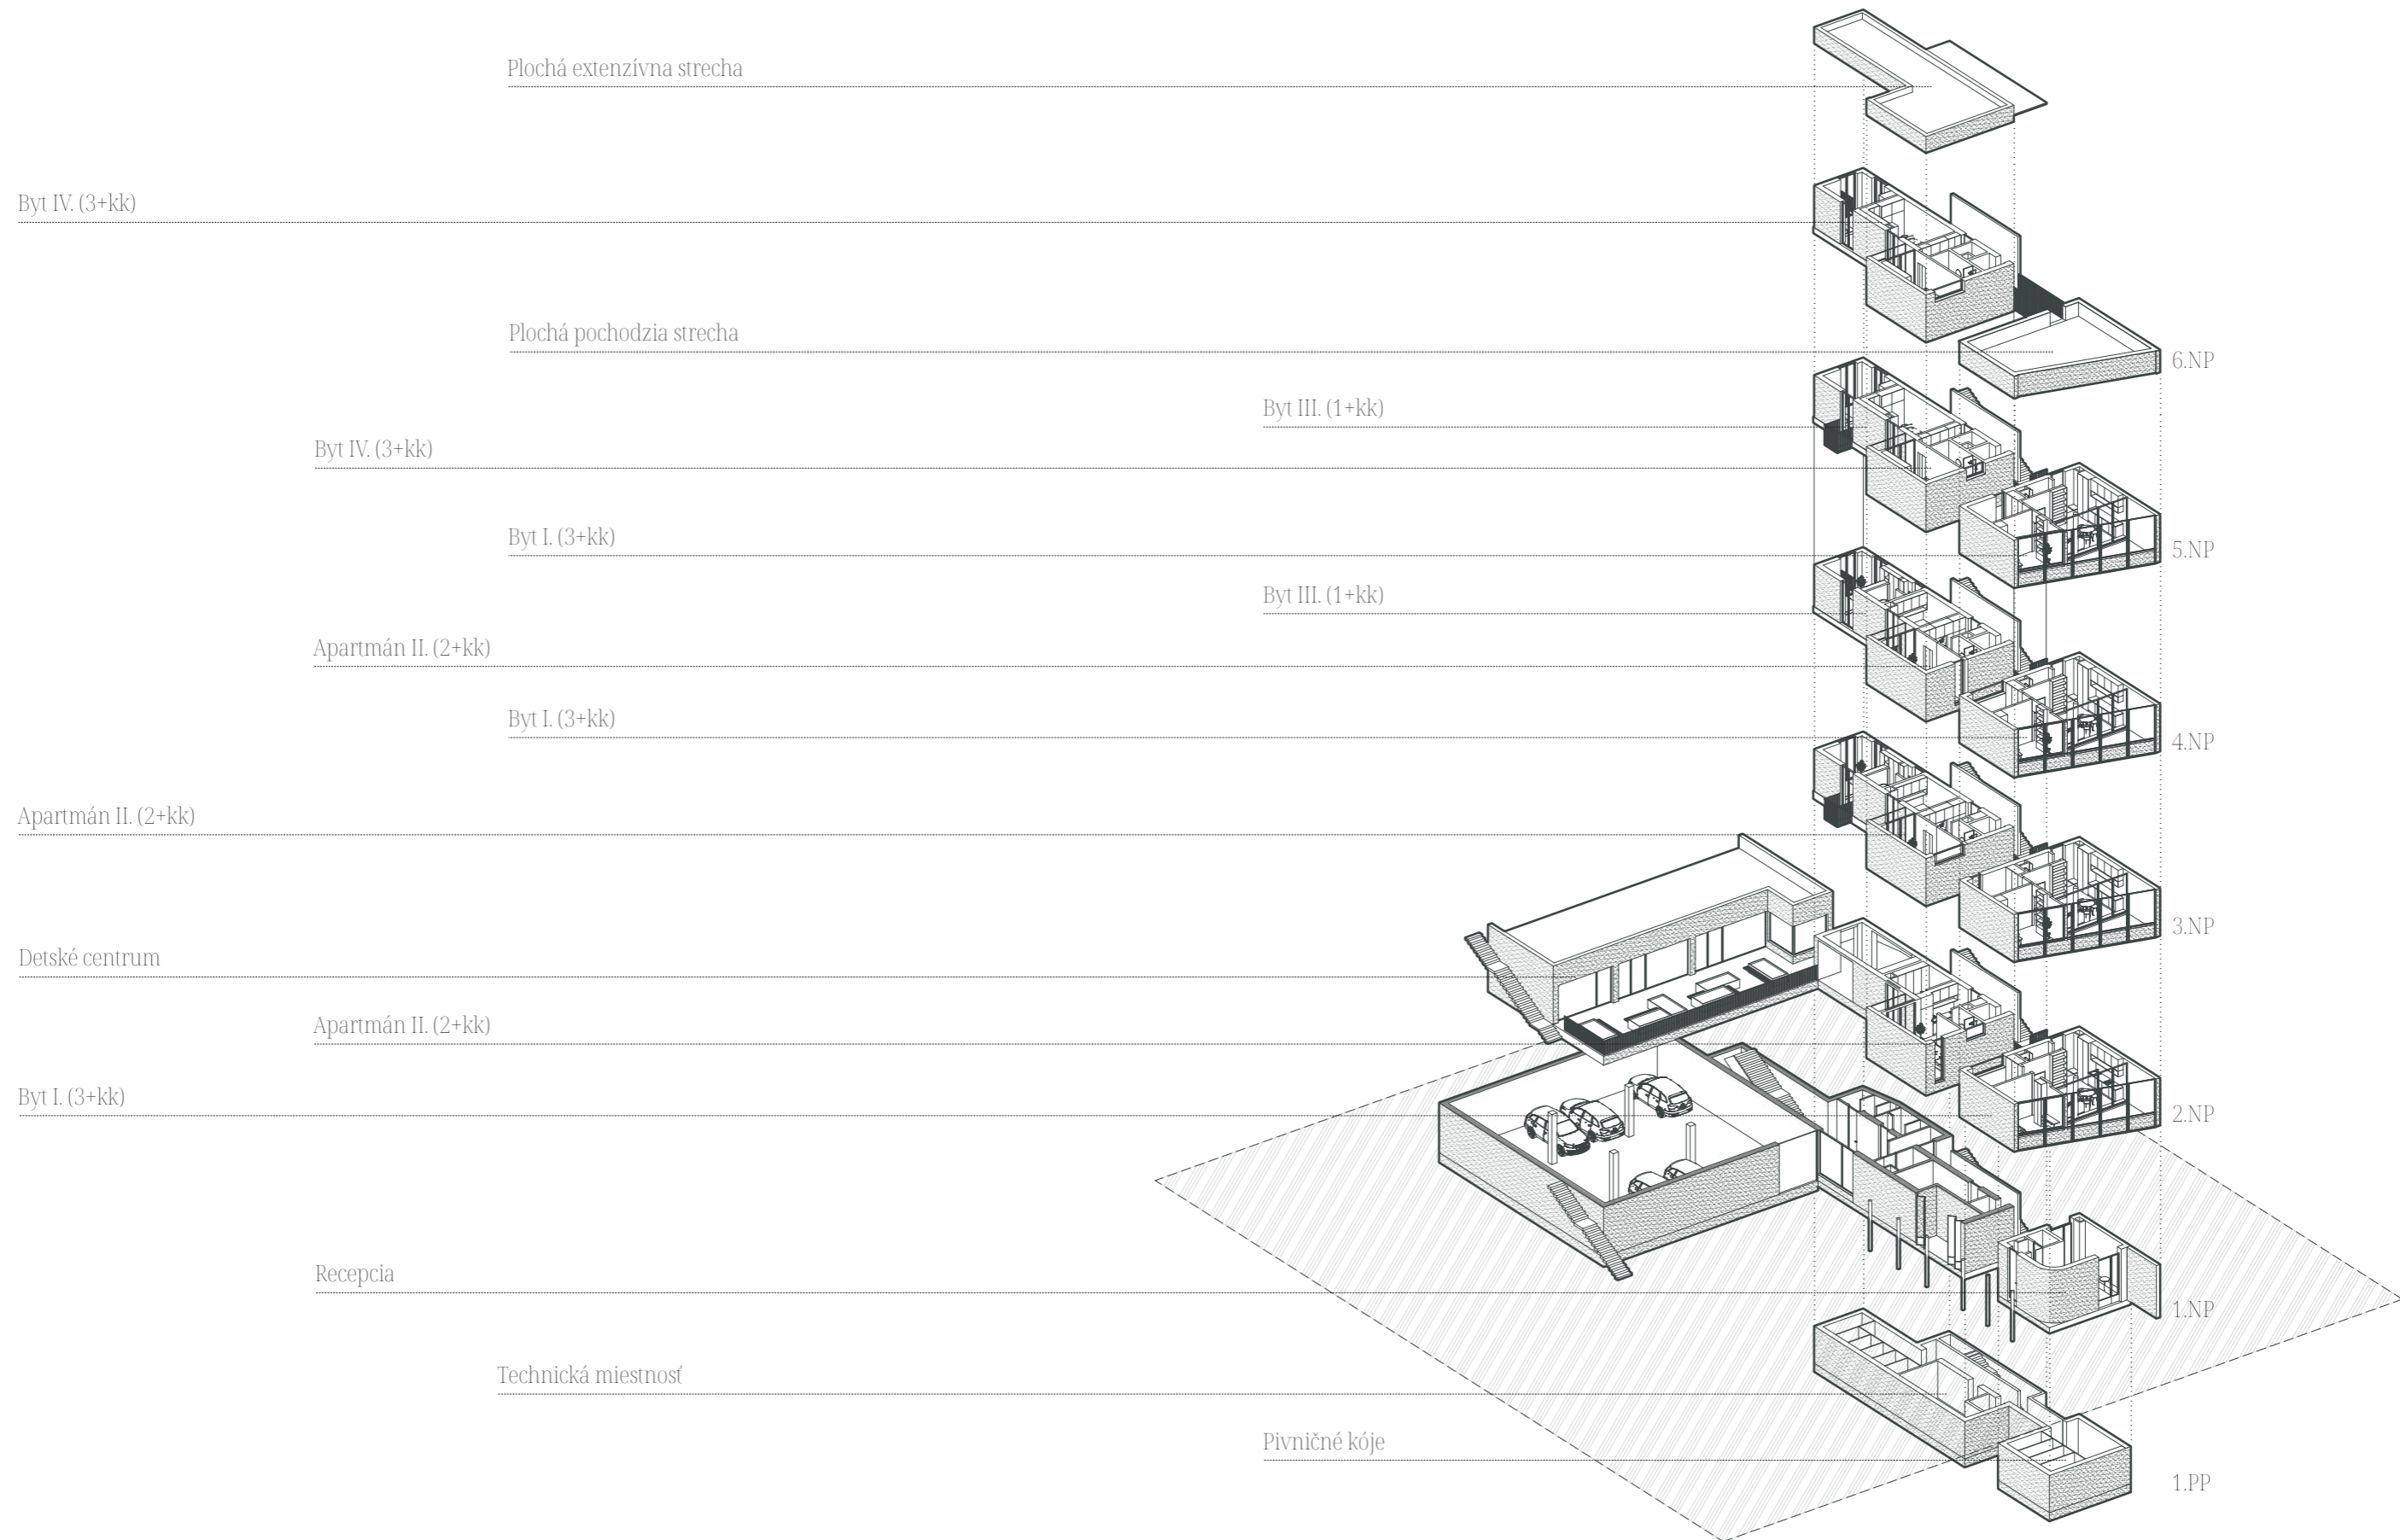 Plochá extenzívna strecha
Byt IV. (3+kk)
Plochá pochodzia strecha
6.NP
Byt III. (1+kk)
Byt IV. (3+kk)
Byt I. (3+kk)
5.NP
Byt III. (1+kk)
Apartmán II. (2+kk)
Byt I. (3+kk)
4.NP
Apartmán II. (2+kk)
3.NP
Detské centrum
Apartmán II. (2+kk)
Byt I. (3+kk)
2.NP
Recepcia
1.NP
Technická miestnosť
Pivničné kóje
1.PP